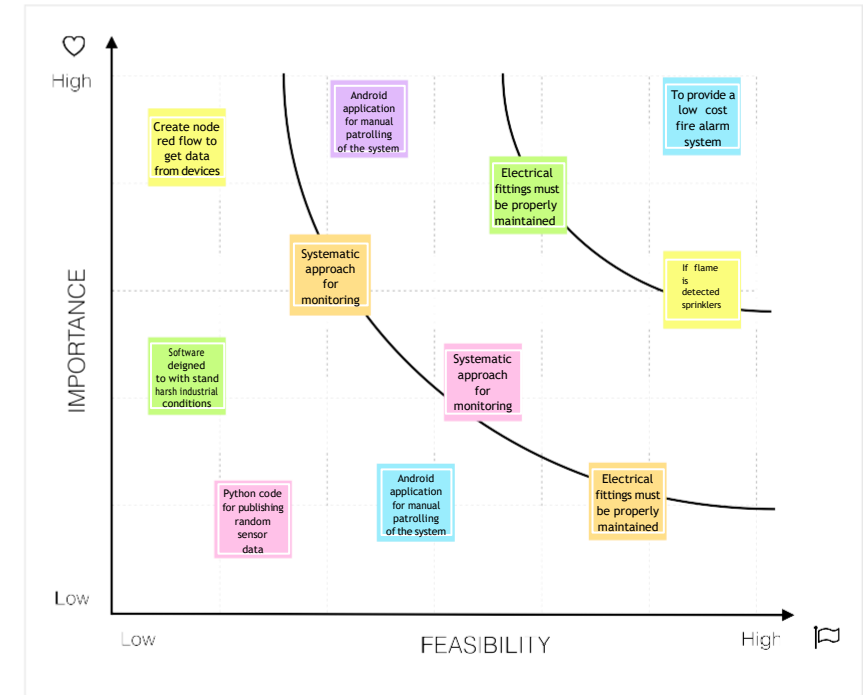 High
Create node
red flow to
get data
from devices
Android
application
for manual
patrolling
of the system
To provide a
low cost
fire alarm
system
Electrical
fittings must
be properly
maintained
Systematic
approach
for
monitoring
If flame
is
detected
sprinklers
IMPORTANCE
Software
deigned
to with stand
harsh industrial
conditions
Systematic
approach
for
monitoring
Python code
for publishing
random
sensor
data
Android
application
for manual
patrolling
of the system
Electrical
fittings must
be properly
maintained
Low
Low
FEASIBILITY
High